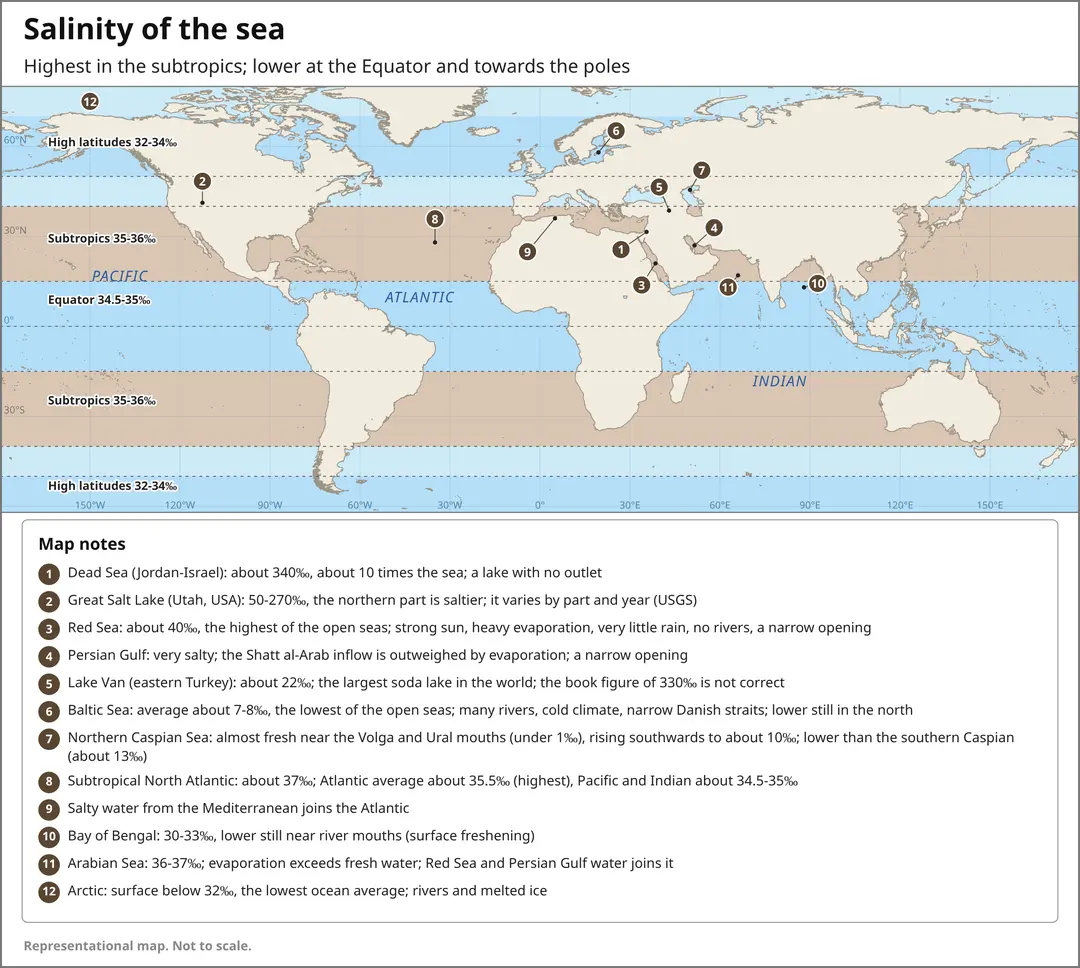 Salinity of the sea
Highest in the subtropics; lower at the Equator and towards the poles
12
60°N
High latitudes 32-34‰
6
2
7
5
8
30°N
Subtropics 35-36‰
9
1
4
PACIFIC
3
11
10
Equator 34.5-35‰
ATLANTIC
0°
INDIAN
Subtropics 35-36‰
30°S
High latitudes 32-34‰
150°W
120°W
90°W
60°W
30°W
0°
30°E
60°E
90°E
120°E
150°E
Map notes
1 Dead Sea (Jordan-Israel): about 340‰, about 10 times the sea; a lake with no outlet
2 Great Salt Lake (Utah, USA): 50-270‰, the northern part is saltier; it varies by part and year (USGS)
3 Red Sea: about 40‰, the highest of the open seas; strong sun, heavy evaporation, very little rain, no rivers, a narrow opening
4 Persian Gulf: very salty; the Shatt al-Arab inflow is outweighed by evaporation; a narrow opening
5 Lake Van (eastern Turkey): about 22‰; the largest soda lake in the world; the book figure of 330‰ is not correct
6 Baltic Sea: average about 7-8‰, the lowest of the open seas; many rivers, cold climate, narrow Danish straits; lower still in the north
7 Northern Caspian Sea: almost fresh near the Volga and Ural mouths (under 1‰), rising southwards to about 10‰; lower than the southern Caspian
(about 13‰)
8 Subtropical North Atlantic: about 37‰; Atlantic average about 35.5‰ (highest), Pacific and Indian about 34.5-35‰
9 Salty water from the Mediterranean joins the Atlantic
10 Bay of Bengal: 30-33‰, lower still near river mouths (surface freshening)
11 Arabian Sea: 36-37‰; evaporation exceeds fresh water; Red Sea and Persian Gulf water joins it
12 Arctic: surface below 32‰, the lowest ocean average; rivers and melted ice
Representational map. Not to scale.